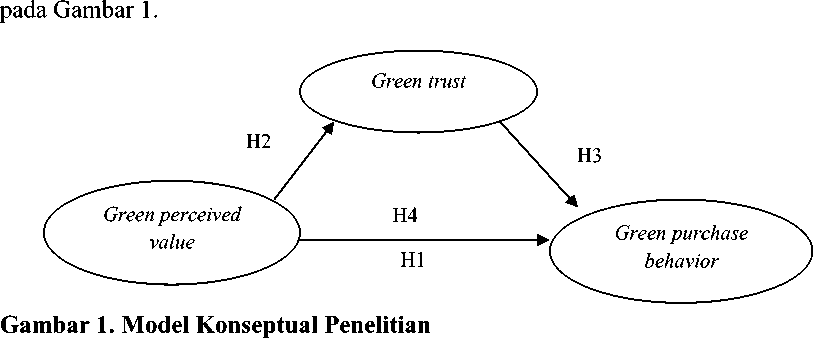 pada Gambar 1.
Green trust
H2
H3
Green perceived
value
H4
H1
Green purchase
behavior
Gambar 1. Model Konseptual Penelitian